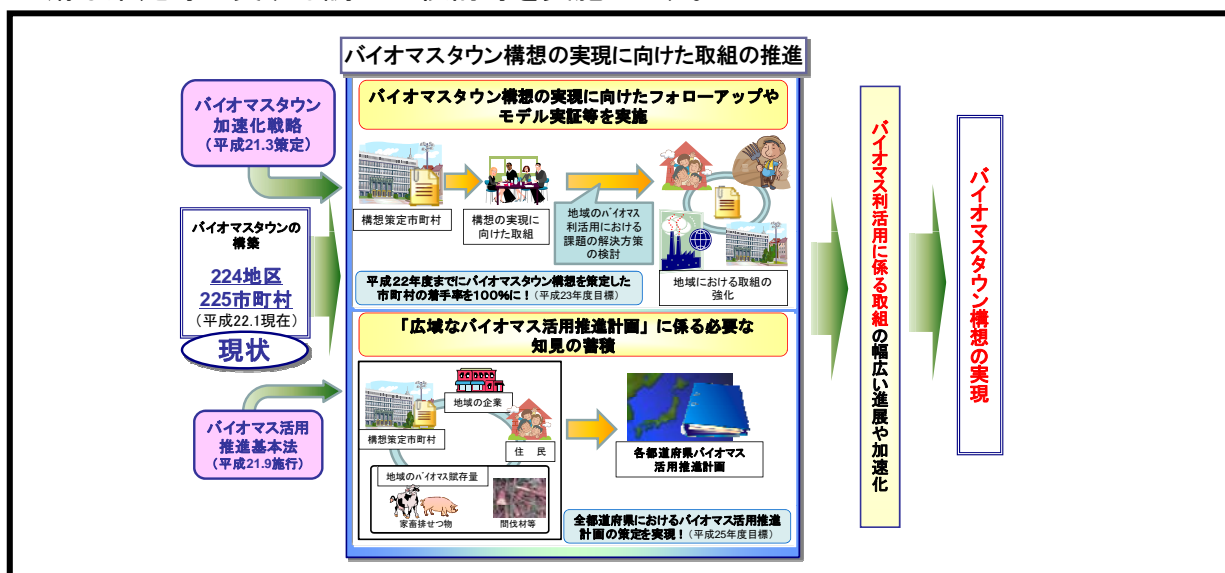 バイオマスタウン構想の実現に向けた取組の推進
バイオマスタウン
加速化戦略
(平成21.3策定)
バイオマスタウンの
構築
224地区
225市町村
(平成22.1現在)
現状
バイオマス活用
推進基本法
(平成21.9施行)
バイオマスタウン構想の実現に向けたフォローアップや
モデル実証等を実施
構想策定市町村
構想の実現に
向けた取組
地域のバイオマス
利活用における
課題の解決方策
の検討
地域における取組の
強化
平成22年度までにバイオマスタウン構想を策定した
市町村の着手率を100%に!(平成23年度目標)
「広域なバイオマス活用推進計画」に係る必要な
知見の蓄積
地域の企業
構想策定市町村
住 民
地域のバイオマス賦存量
家畜排せつ物
間伐材等
各都道府県バイオマス
活用推進計画
全都道府県におけるバイオマス活用推進
計画の策定を実現!(平成25年度目標)
バイオマス利活用に係る取組の幅広い進展や加速化
バイオマスタウン構想の実現